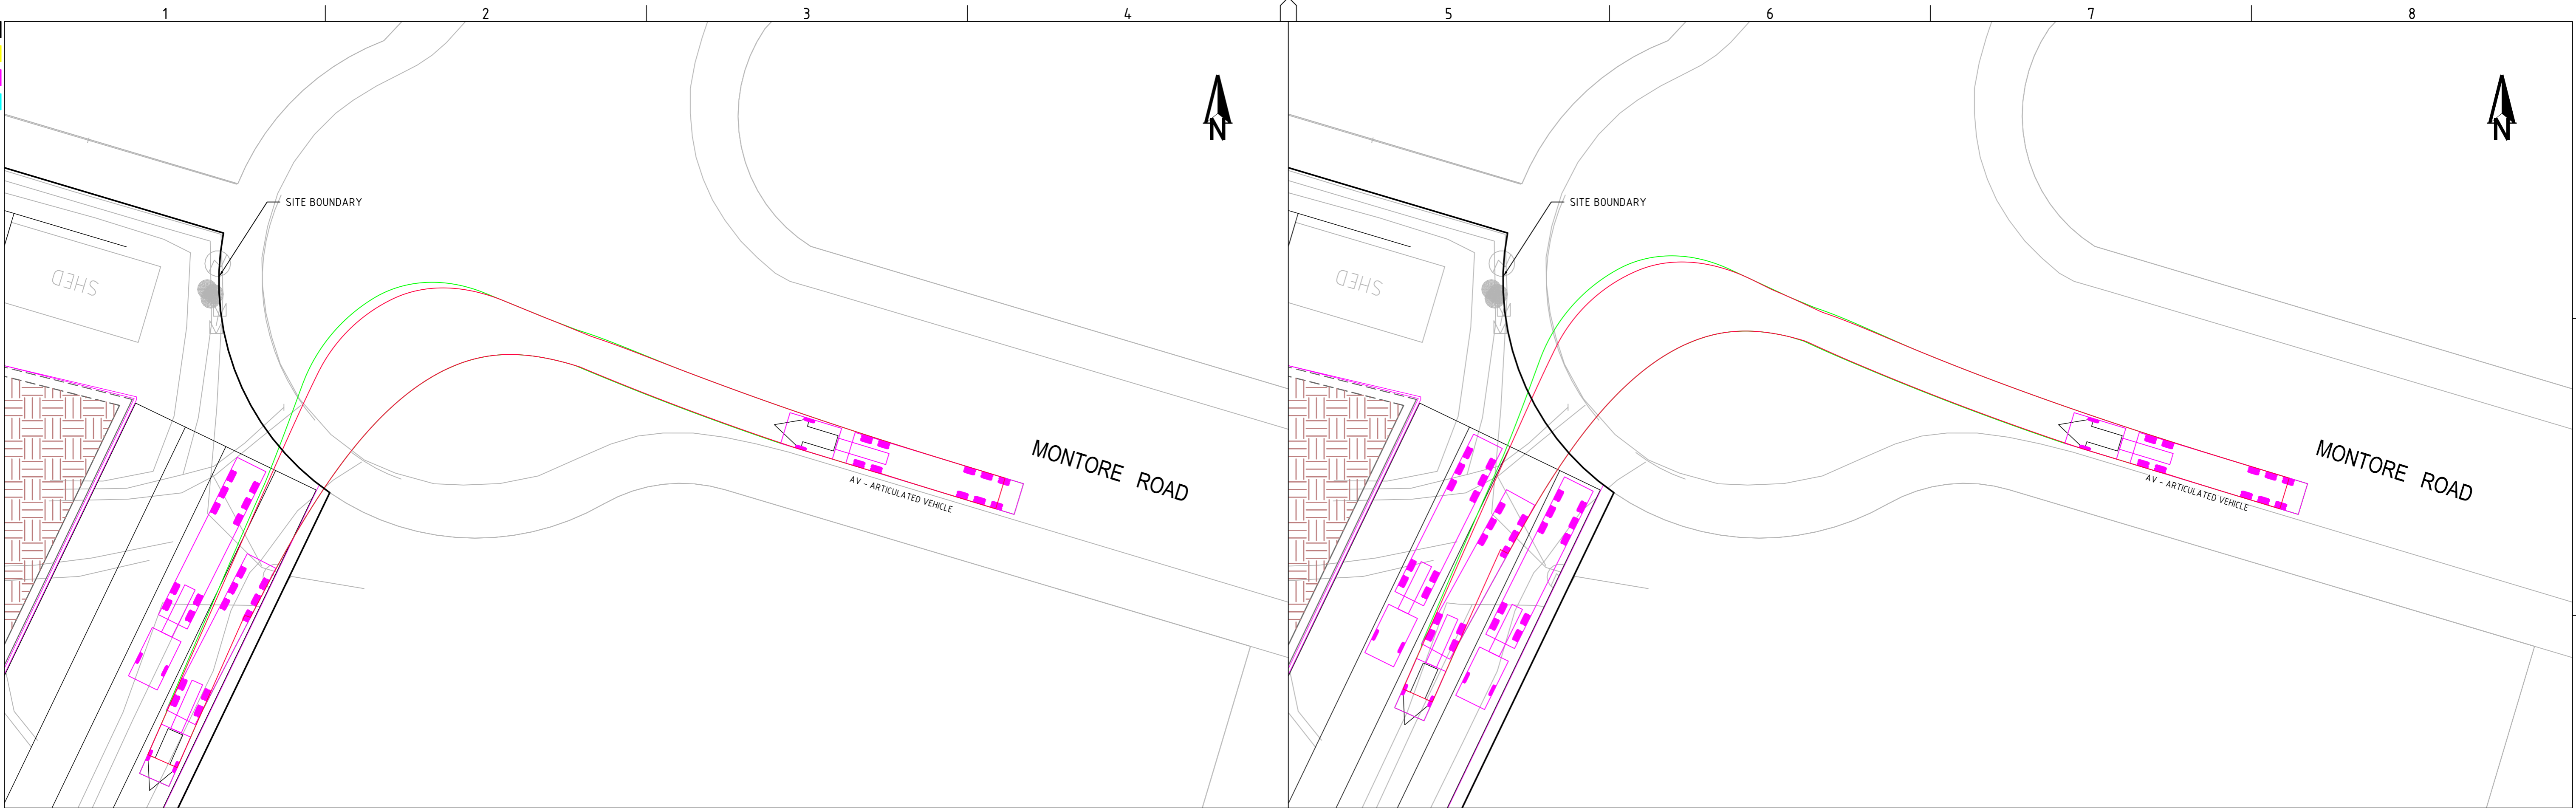 1 2 3 4 5 6 7 8
N
N
SITE BOUNDARY
SITE BOUNDARY
SHED
SHED
MONTORE ROAD
MONTORE ROAD
AV - ARTICULATED VEHICLE
AV - ARTICULATED VEHICLE